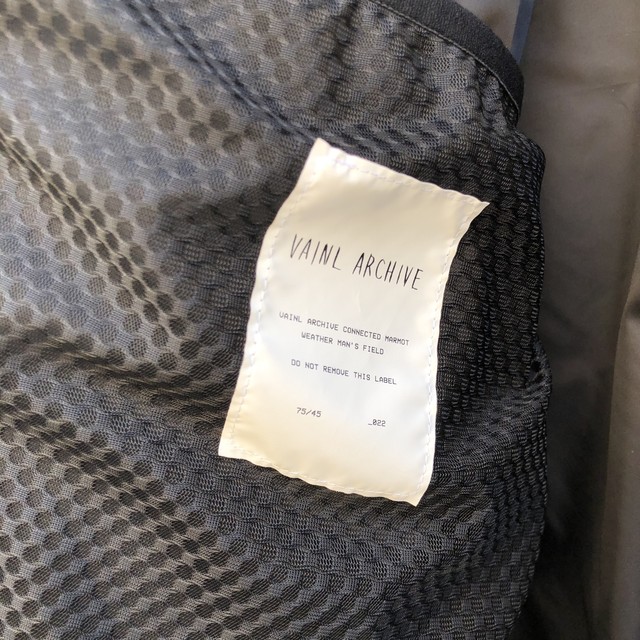 VAINL ARCHIVE
VAINL ARCHIVE CONNECTED MARMOT
WEATHER MAN'S FIELD
DO NOT REMOVE THIS LABEL
75/45 _022